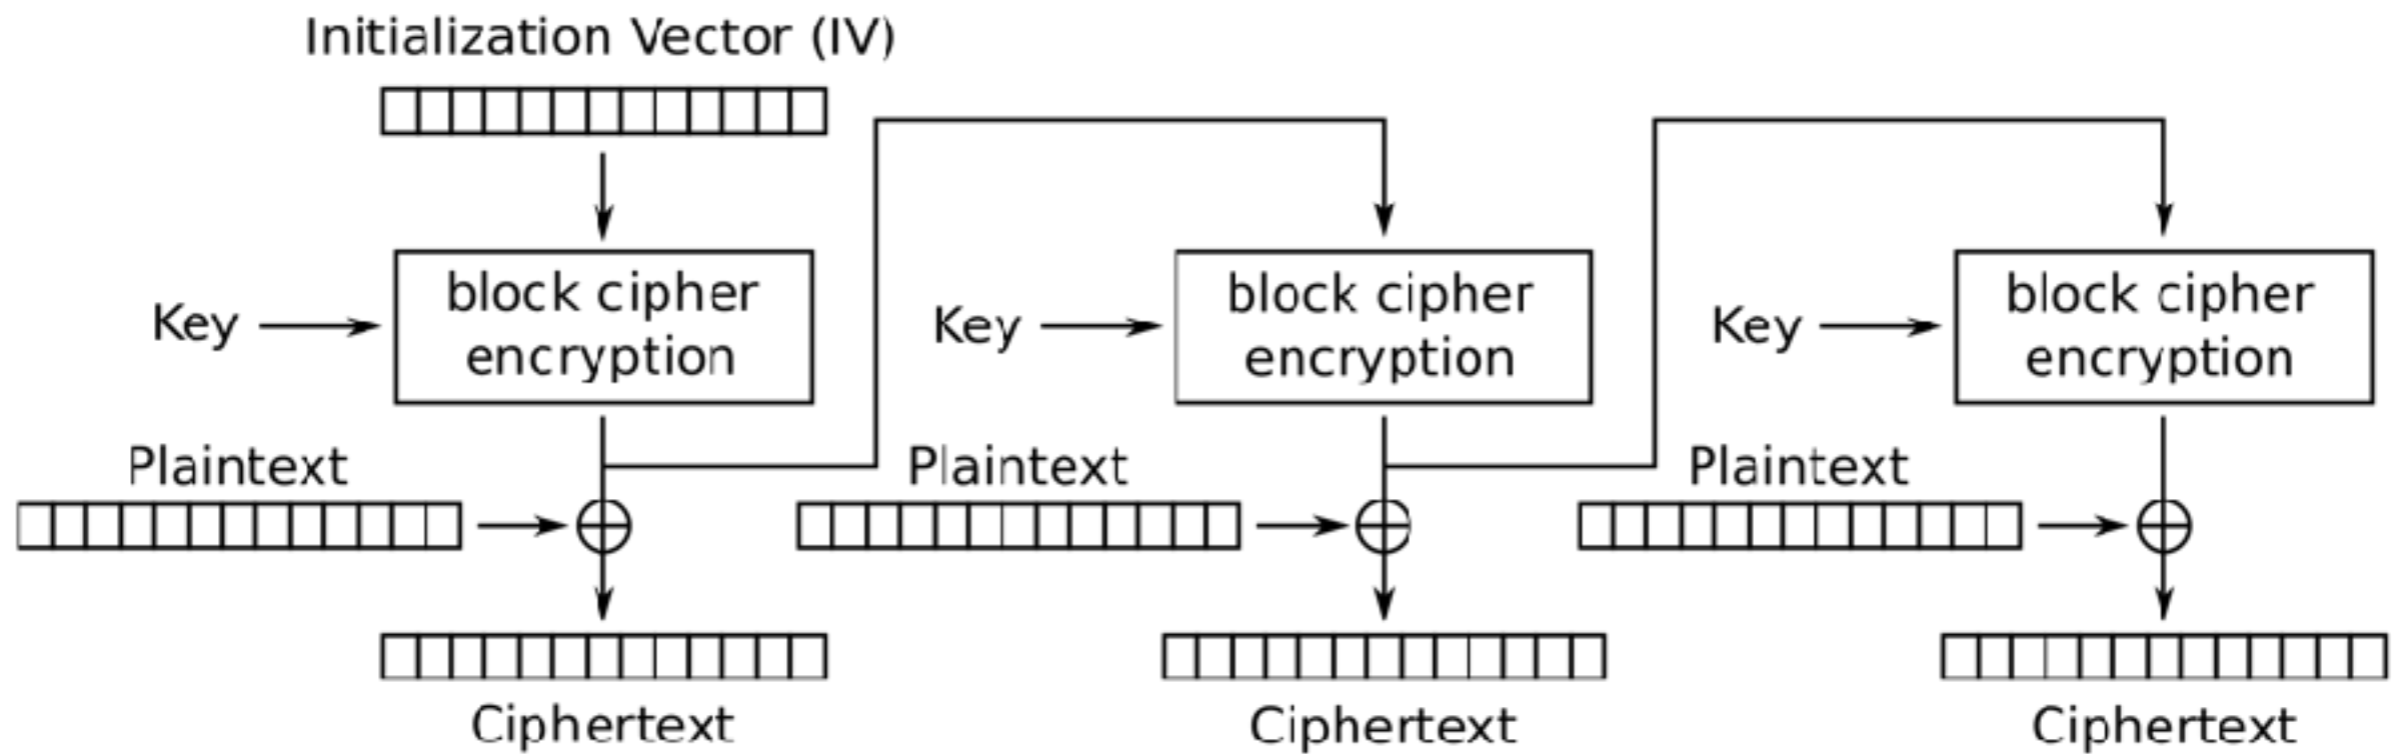 Initialization Vector (IV)
Key
block cipher
encryption
Key
block cipher
encryption
Key
block cipher
encryption
Plaintext
Plaintext
Plaintext
Ciphertext
Ciphertext
Ciphertext